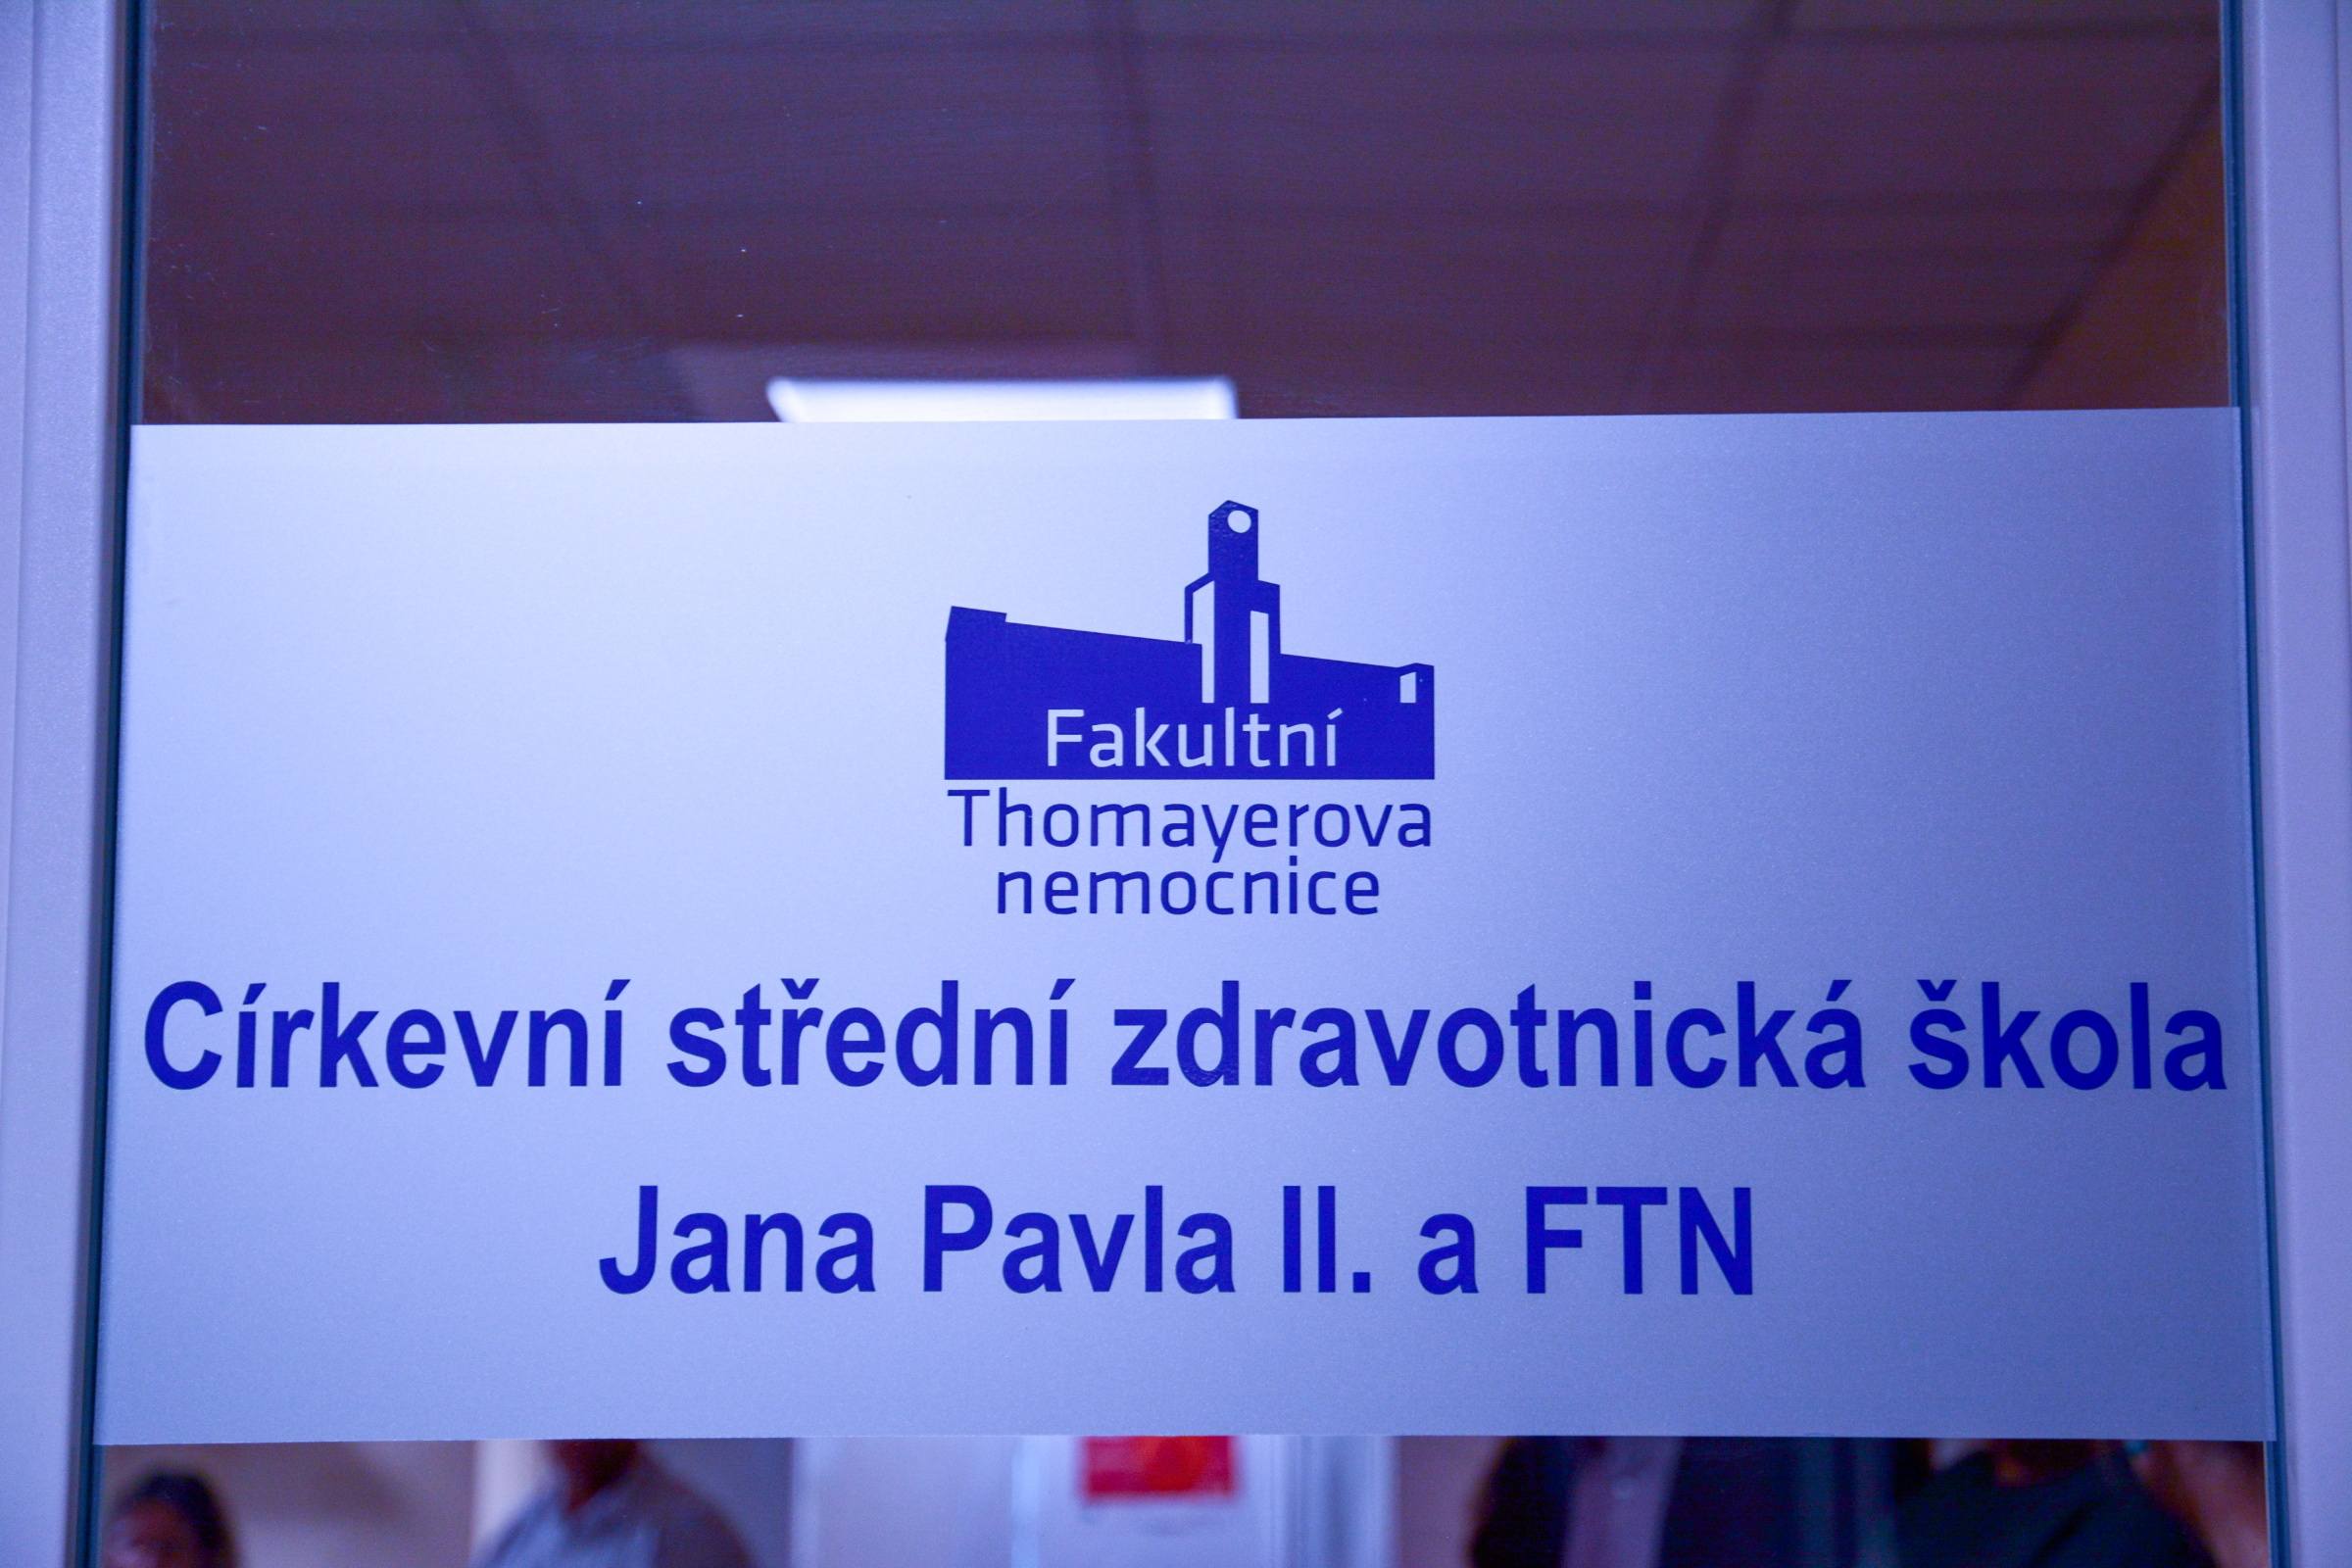 Fakultní
Thomayerova
nemocnice
Církevní střední zdravotnická škola
Jana Pavla II. a FTN